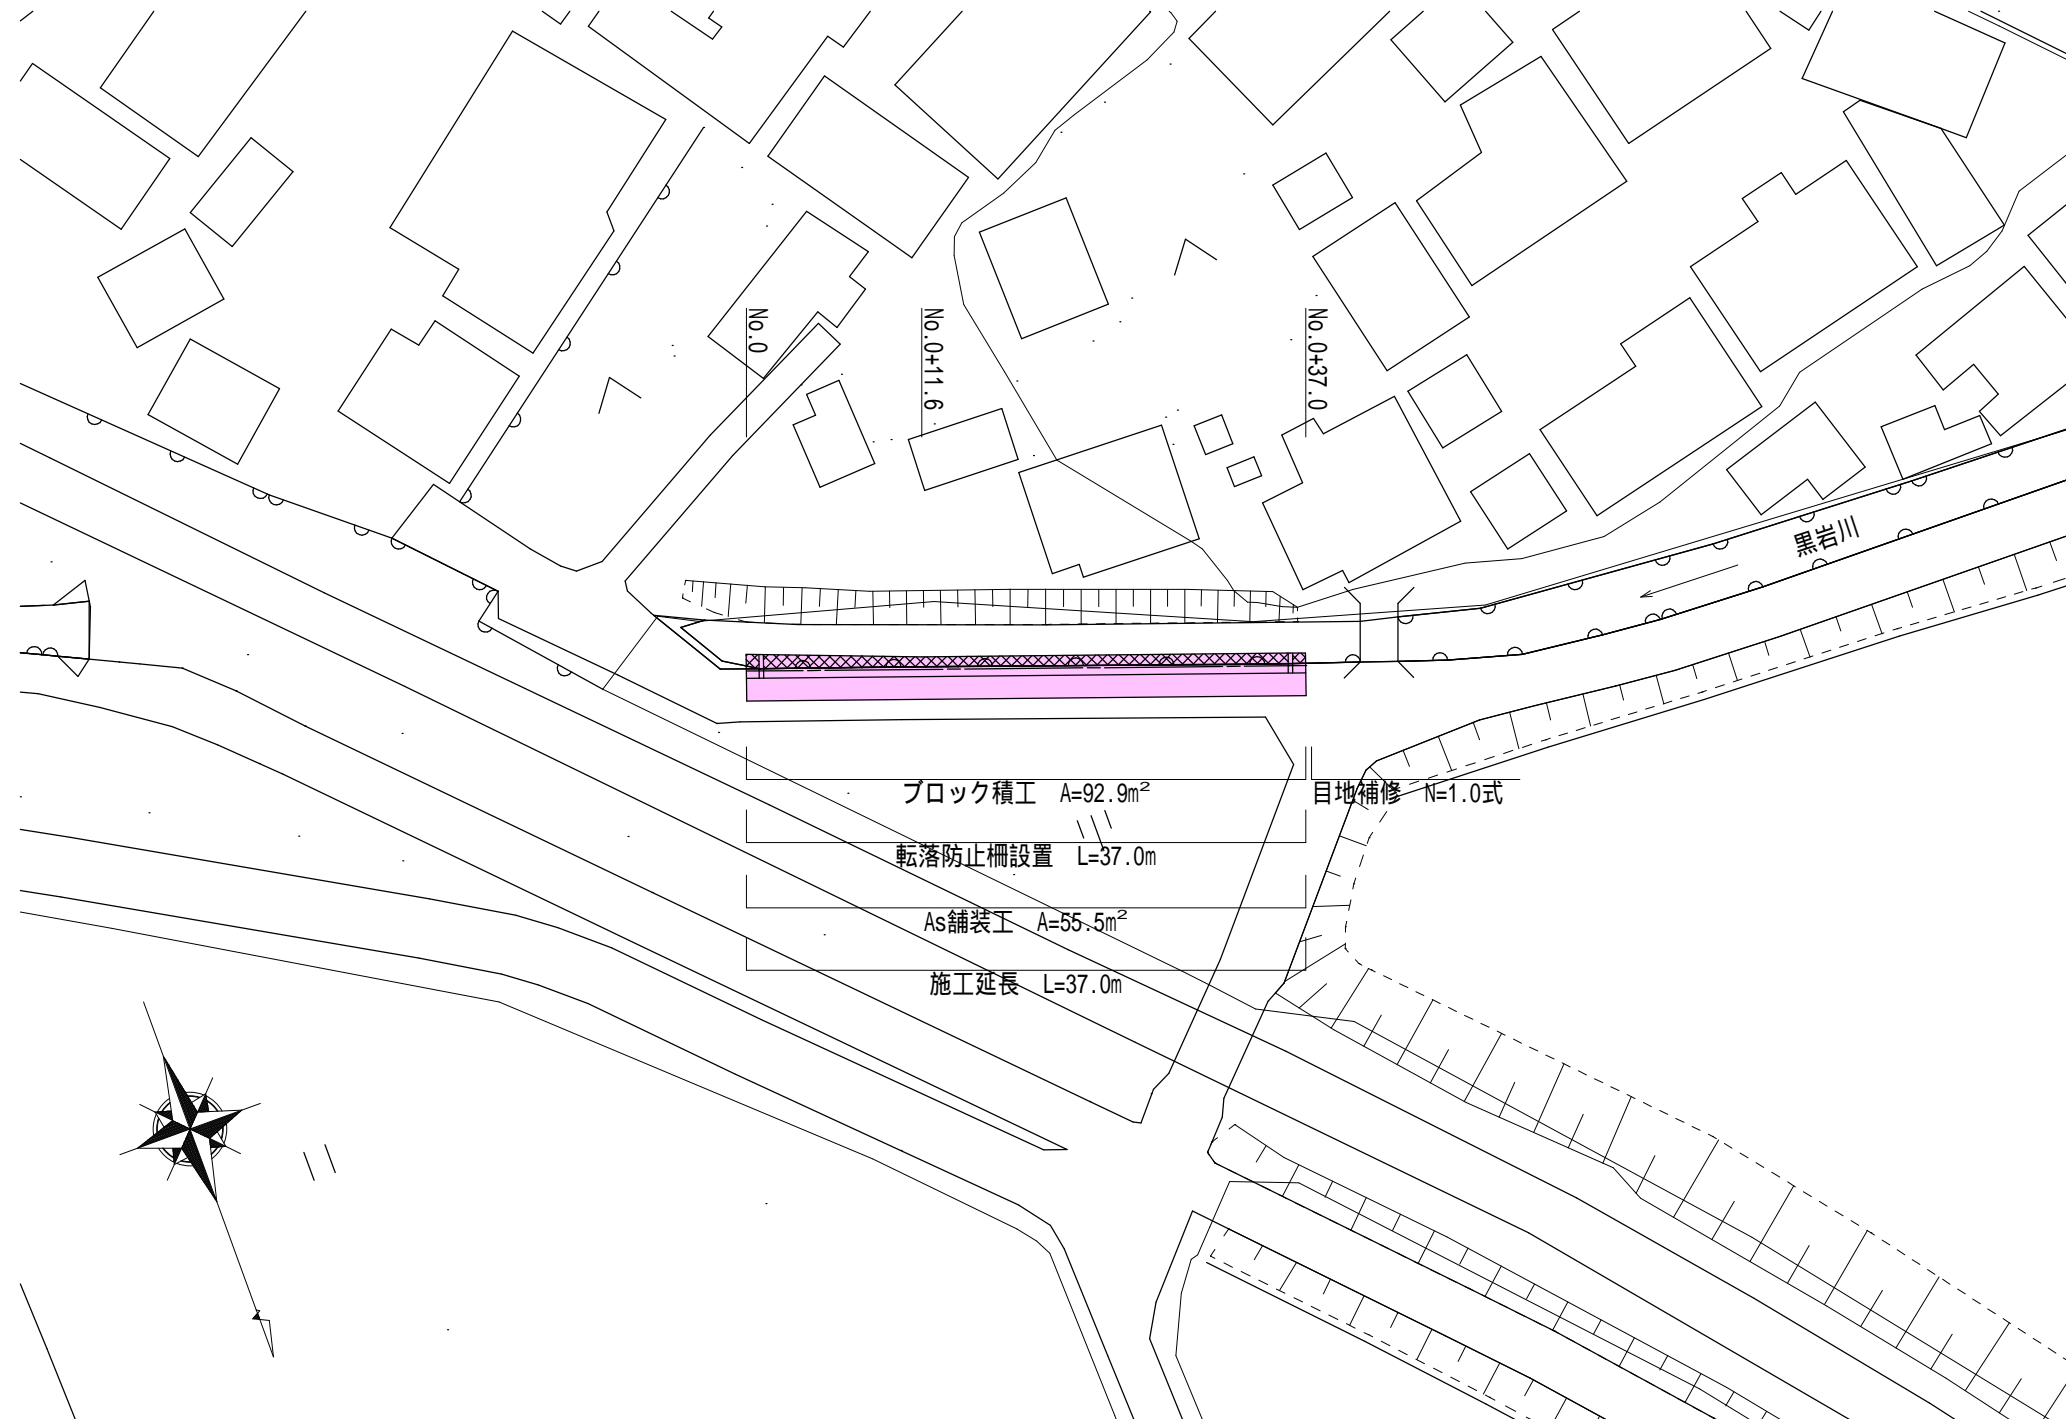 No.0
No.0+11.6
No.0+37.0
黒岩川
ブロック積工　A=92.9m²
目地補修　N=1.0式
転落防止柵設置　L=37.0m
As舗装工　A=55.5m²
施工延長　L=37.0m